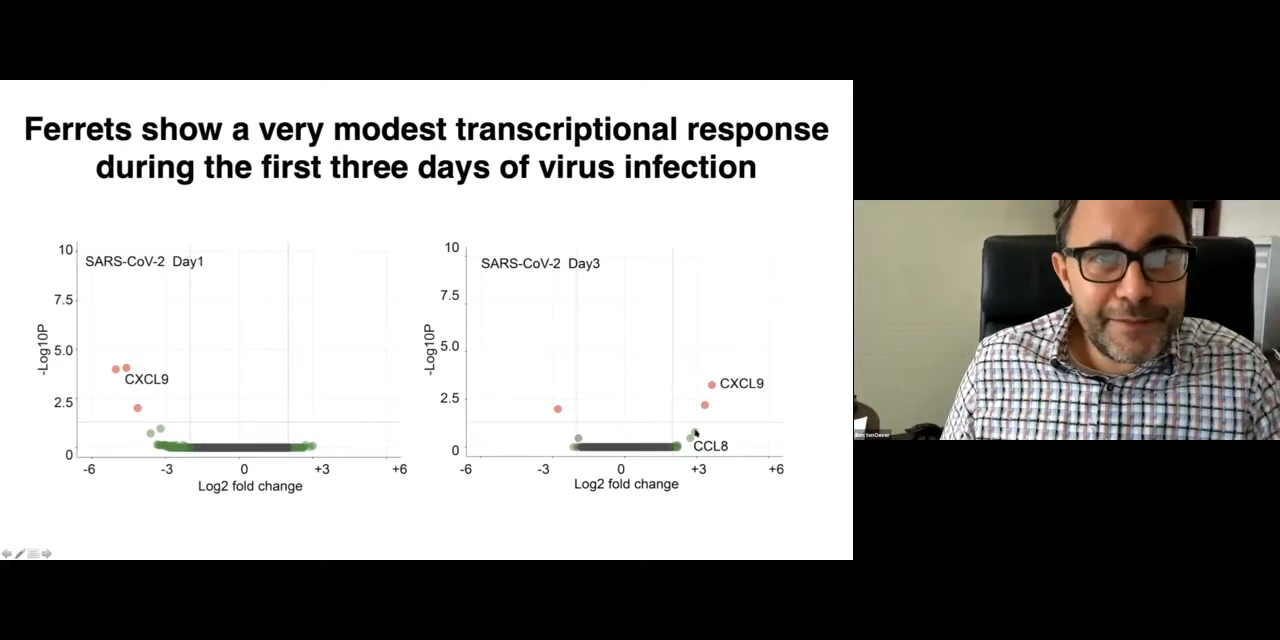 Ferrets show a very modest transcriptional response
during the first three days of virus infection
10
SARS-CoV-2 Day1
7.5
-Log10P
5.0
CXCL9
2.5
0
-6
-3
0
+3
+6
Log2 fold change
10
SARS-CoV-2 Day3
7.5
-Log10P
5.0
CXCL9
2.5
CCL8
0
-6
-3
0
+3
+6
Log2 fold change
Ben tenOever